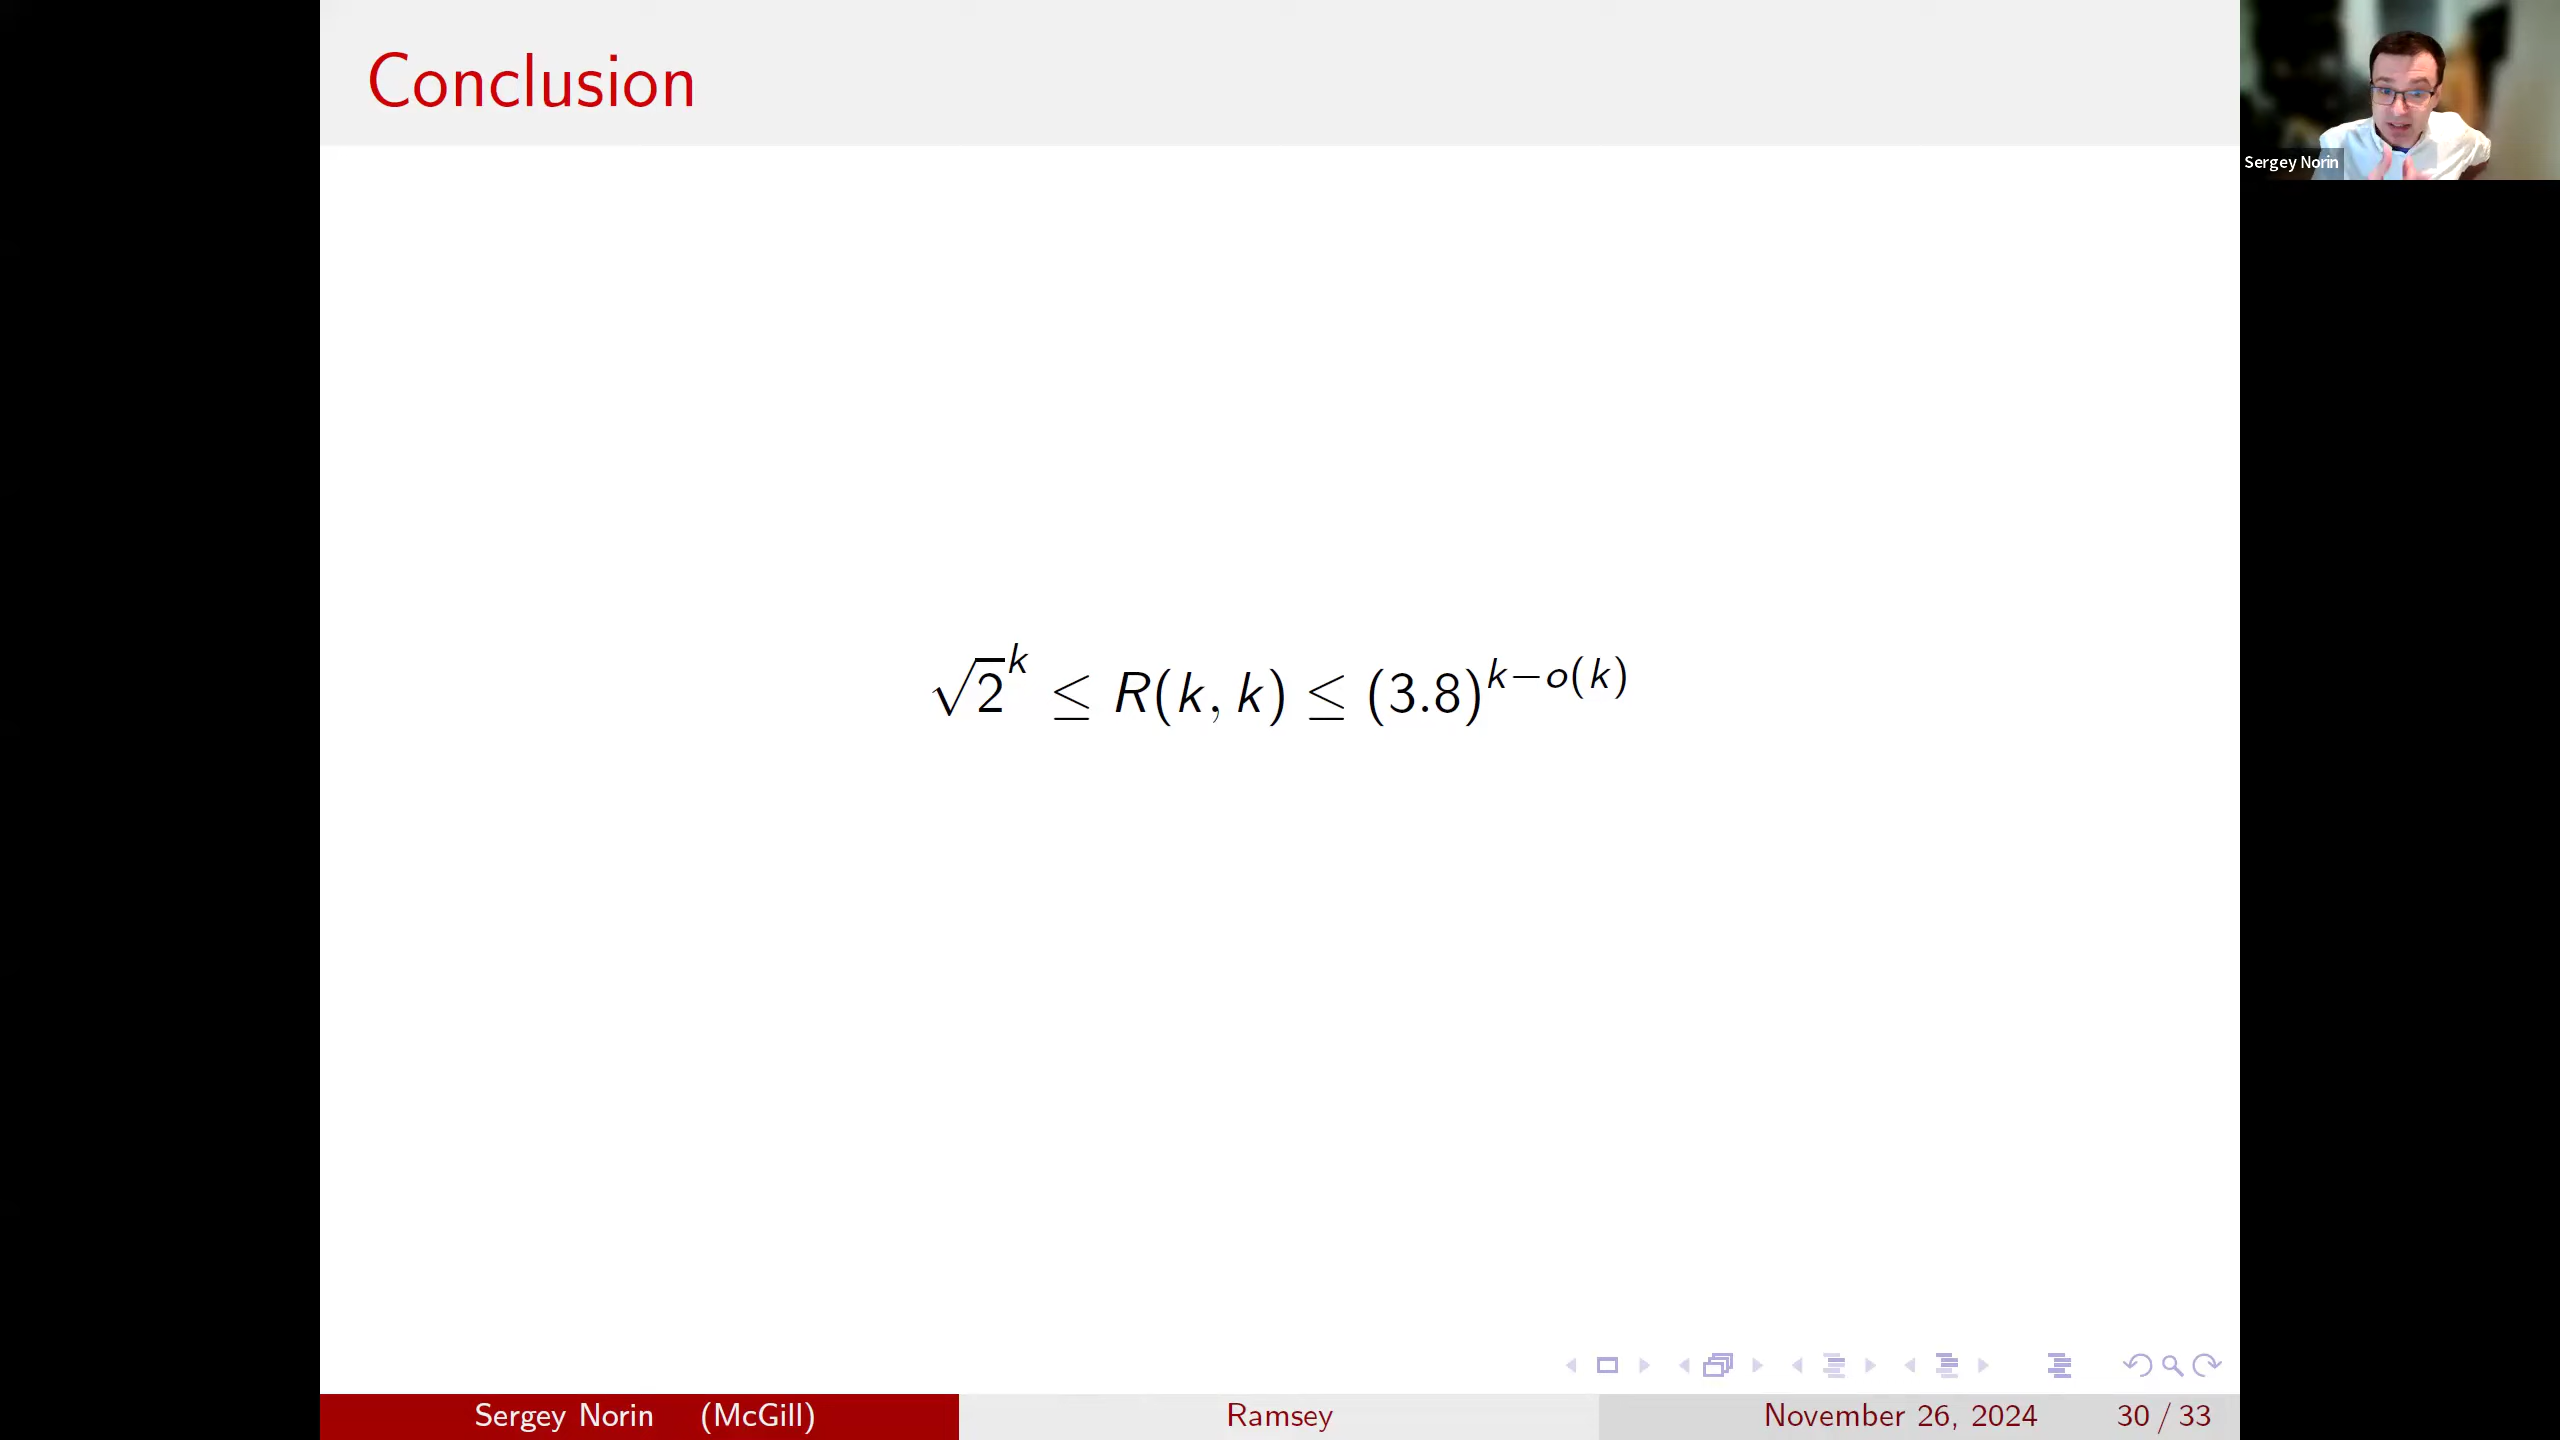 Conclusion
Sergey Norin
√2^k ≤ R(k, k) ≤ (3.8)^{k−o(k)}
Sergey Norin (McGill) Ramsey November 26, 2024 30 / 33